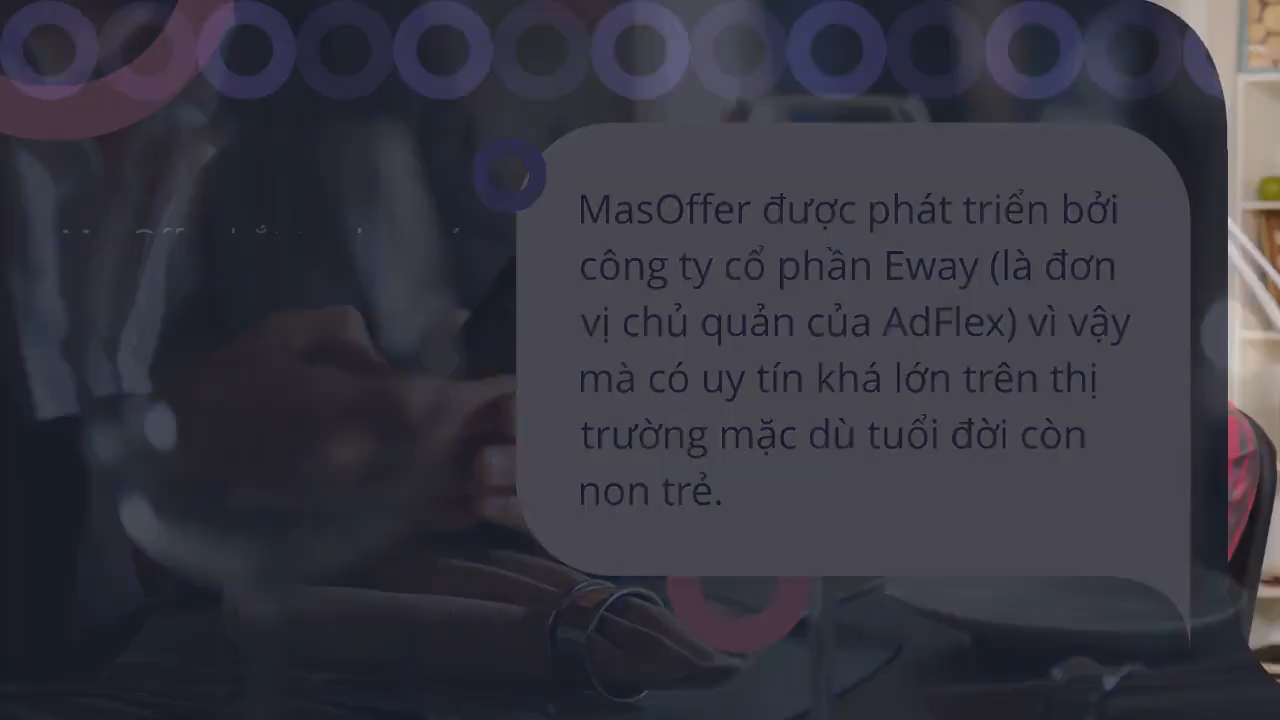 MasOffer được phát triển bởi
công ty cổ phần Eway (là đơn
vị chủ quản của AdFlex) vì vậy
mà có uy tín khá lớn trên thị
trường mặc dù tuổi đời còn
non trẻ.